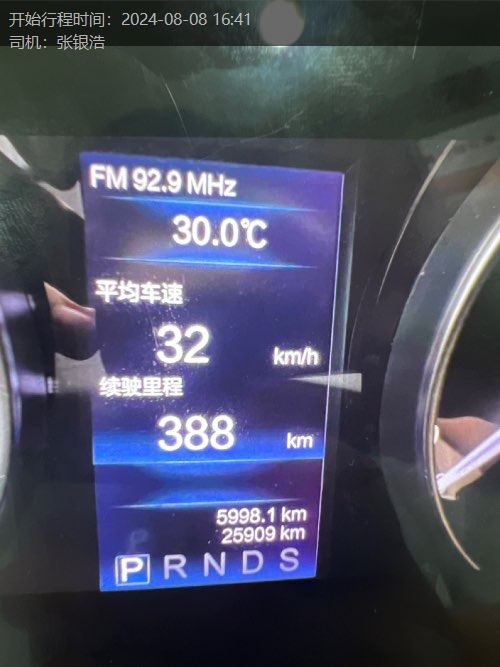 开始行程时间：2024-08-08 16:41
司机：张银浩
FM 92.9 MHz
30.0℃
平均车速
32 km/h
续驶里程
388 km
5998.1 km
25909 km
P R N D S